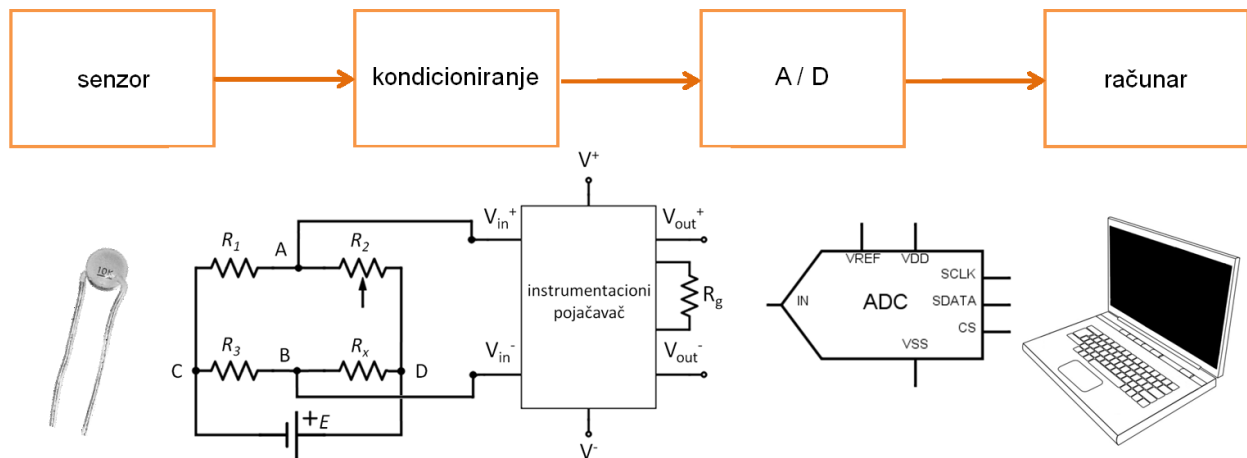 senzor
kondicioniranje
A / D
računar
V⁺
Vin⁺
Vout⁺
A
R1
R2
10K
instrumentacioni
pojačavač
Rg
VREF
VDD
SCLK
IN
ADC
SDATA
CS
VSS
R3
B
Rx
Vin⁻
Vout⁻
C
D
+E
V⁻